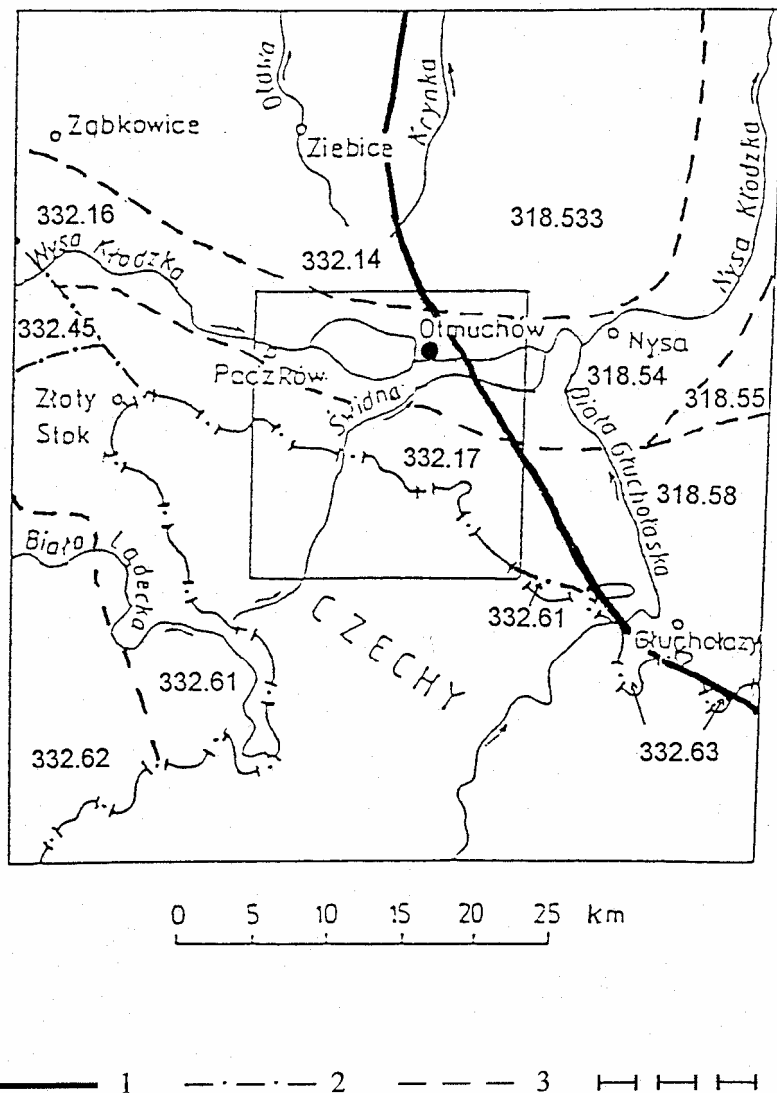 Oława
Krynka
Ząbkowice
Ziębice
Nysa Kłodzka
332.16
318.533
Wysa Kłodzka
332.14
332.45
Otmuchów
Nysa
Paczków
318.54
Złoty
Stok
Świdna
318.55
Biała Głuchołaska
332.17
318.58
Biała Lądecka
332.61
CZECHY
Głuchołazy
332.61
332.62
332.63
0 5 10 15 20 25 km
1 2 3